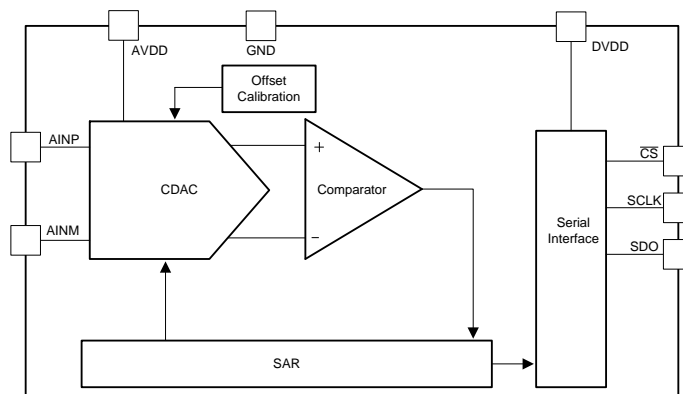 AVDD
GND
DVDD
Offset
Calibration
AINP
CS
+
CDAC
Comparator
SCLK
Serial
Interface
AINM
−
SDO
SAR